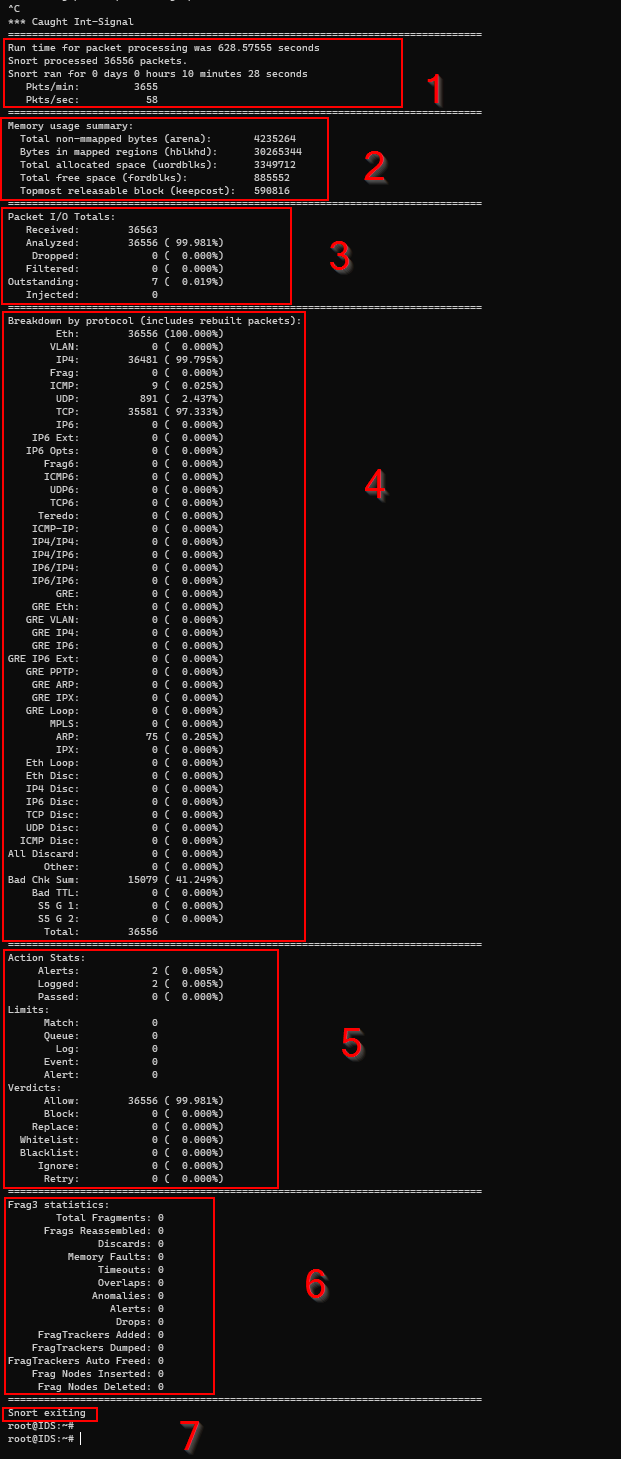 ^C
*** Caught Int-Signal
===============================================================================
Run time for packet processing was 628.57555 seconds
Snort processed 36556 packets.
Snort ran for 0 days 0 hours 10 minutes 28 seconds
   Pkts/min:         3655
   Pkts/sec:           58
1
===============================================================================
Memory usage summary:
  Total non-mmapped bytes (arena):       4235264
  Bytes in mapped regions (hblkhd):      30265344
  Total allocated space (uordblks):      3349712
  Total free space (fordblks):           885552
  Topmost releasable block (keepcost):   590816
2
===============================================================================
Packet I/O Totals:
   Received:        36563
   Analyzed:        36556 ( 99.981%)
    Dropped:            0 (  0.000%)
   Filtered:            0 (  0.000%)
Outstanding:            7 (  0.019%)
   Injected:            0
3
===============================================================================
Breakdown by protocol (includes rebuilt packets):
        Eth:        36556 (100.000%)
       VLAN:            0 (  0.000%)
        IP4:        36481 ( 99.795%)
       Frag:            0 (  0.000%)
       ICMP:            9 (  0.025%)
        UDP:          891 (  2.437%)
        TCP:        35581 ( 97.333%)
        IP6:            0 (  0.000%)
    IP6 Ext:            0 (  0.000%)
   IP6 Opts:            0 (  0.000%)
      Frag6:            0 (  0.000%)
      ICMP6:            0 (  0.000%)
       UDP6:            0 (  0.000%)
       TCP6:            0 (  0.000%)
     Teredo:            0 (  0.000%)
    ICMP-IP:            0 (  0.000%)
    IP4/IP4:            0 (  0.000%)
    IP4/IP6:            0 (  0.000%)
    IP6/IP4:            0 (  0.000%)
    IP6/IP6:            0 (  0.000%)
        GRE:            0 (  0.000%)
    GRE Eth:            0 (  0.000%)
   GRE VLAN:            0 (  0.000%)
    GRE IP4:            0 (  0.000%)
    GRE IP6:            0 (  0.000%)
GRE IP6 Ext:            0 (  0.000%)
   GRE PPTP:            0 (  0.000%)
    GRE ARP:            0 (  0.000%)
    GRE IPX:            0 (  0.000%)
   GRE Loop:            0 (  0.000%)
       MPLS:            0 (  0.000%)
        ARP:           75 (  0.205%)
        IPX:            0 (  0.000%)
   Eth Loop:            0 (  0.000%)
   Eth Disc:            0 (  0.000%)
   IP4 Disc:            0 (  0.000%)
   IP6 Disc:            0 (  0.000%)
   TCP Disc:            0 (  0.000%)
   UDP Disc:            0 (  0.000%)
  ICMP Disc:            0 (  0.000%)
All Discard:            0 (  0.000%)
      Other:            0 (  0.000%)
Bad Chk Sum:        15079 ( 41.249%)
    Bad TTL:            0 (  0.000%)
     S5 G 1:            0 (  0.000%)
     S5 G 2:            0 (  0.000%)
      Total:        36556
4
===============================================================================
Action Stats:
     Alerts:            2 (  0.005%)
     Logged:            2 (  0.005%)
     Passed:            0 (  0.000%)
Limits:
      Match:            0
      Queue:            0
        Log:            0
      Event:            0
      Alert:            0
Verdicts:
      Allow:        36556 ( 99.981%)
      Block:            0 (  0.000%)
    Replace:            0 (  0.000%)
  Whitelist:            0 (  0.000%)
  Blacklist:            0 (  0.000%)
     Ignore:            0 (  0.000%)
      Retry:            0 (  0.000%)
5
===============================================================================
Frag3 statistics:
        Total Fragments: 0
      Frags Reassembled: 0
               Discards: 0
          Memory Faults: 0
               Timeouts: 0
               Overlaps: 0
              Anomalies: 0
                 Alerts: 0
                  Drops: 0
     FragTrackers Added: 0
    FragTrackers Dumped: 0
FragTrackers Auto Freed: 0
    Frag Nodes Inserted: 0
     Frag Nodes Deleted: 0
6
===============================================================================
Snort exiting
root@IDS:~#
root@IDS:~#
7